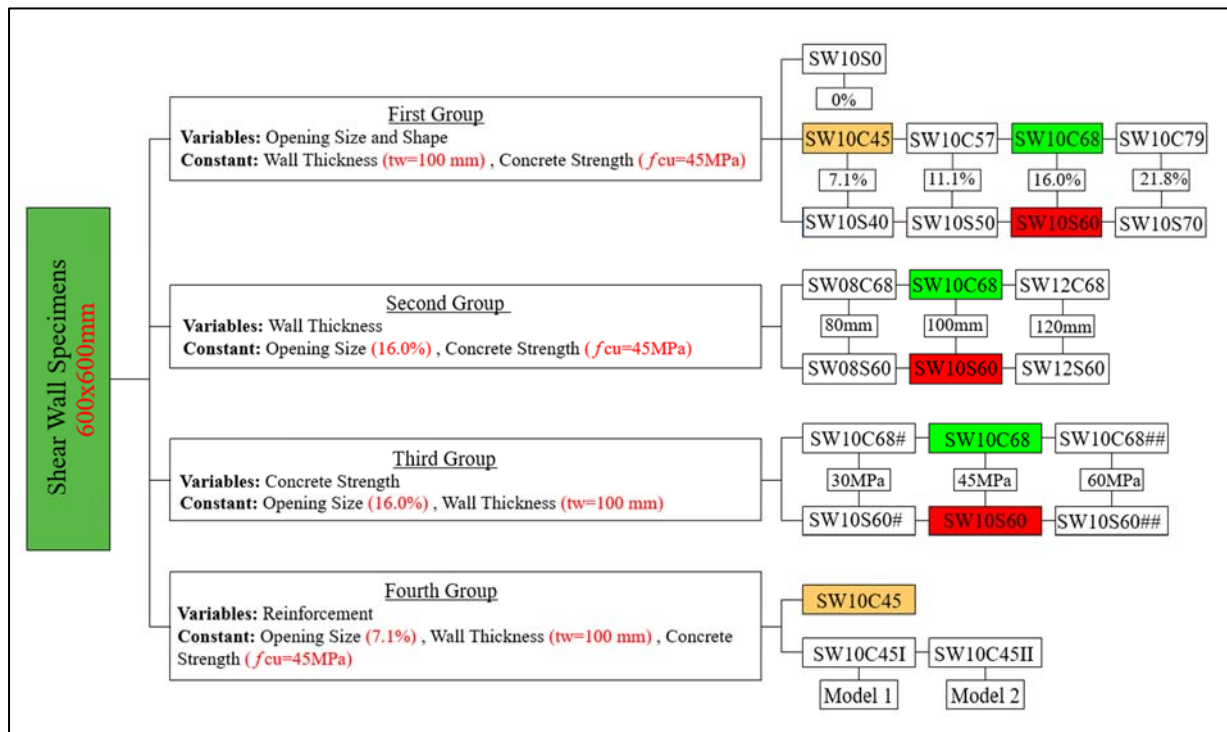 Shear Wall Specimens
600x600mm
First Group
Variables: Opening Size and Shape
Constant: Wall Thickness (tw=100 mm) , Concrete Strength (ƒcu=45MPa)
SW10S0
0%
SW10C45 SW10C57 SW10C68 SW10C79
7.1% 11.1% 16.0% 21.8%
SW10S40 SW10S50 SW10S60 SW10S70
Second Group
Variables: Wall Thickness
Constant: Opening Size (16.0%) , Concrete Strength (ƒcu=45MPa)
SW08C68 SW10C68 SW12C68
80mm 100mm 120mm
SW08S60 SW10S60 SW12S60
Third Group
Variables: Concrete Strength
Constant: Opening Size (16.0%) , Wall Thickness (tw=100 mm)
SW10C68# SW10C68 SW10C68##
30MPa 45MPa 60MPa
SW10S60# SW10S60 SW10S60##
Fourth Group
Variables: Reinforcement
Constant: Opening Size (7.1%) , Wall Thickness (tw=100 mm) , Concrete
Strength (ƒcu=45MPa)
SW10C45
SW10C45I SW10C45II
Model 1 Model 2